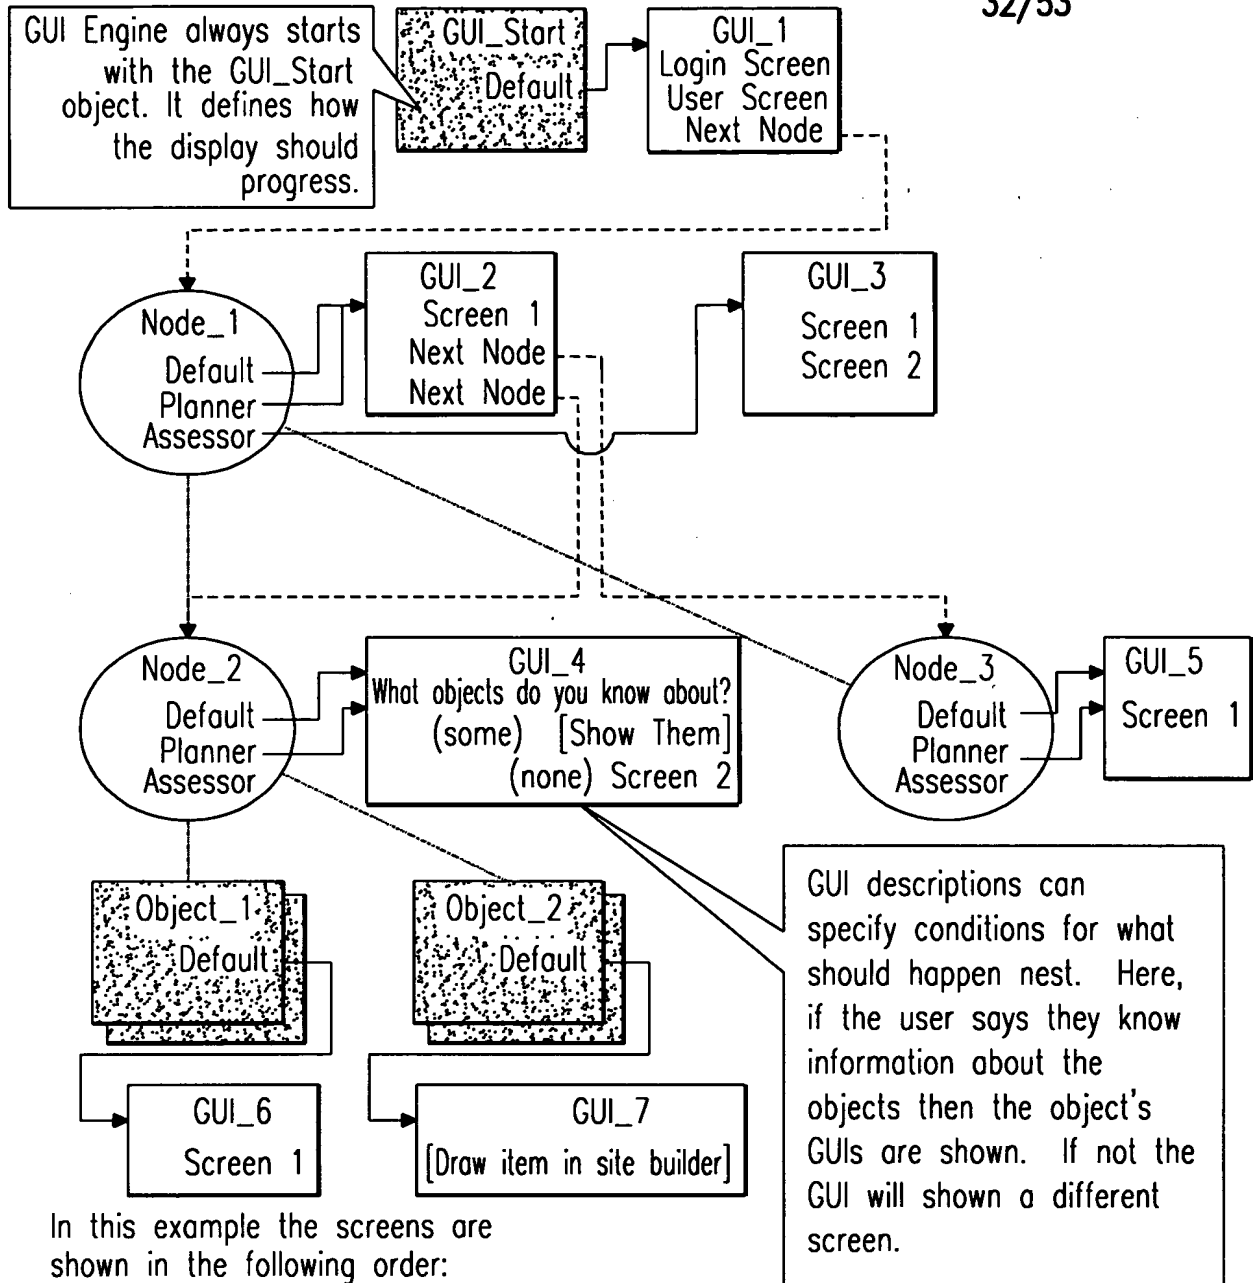 32/53
GUI Engine always starts
with the GUI_Start
object. It defines how
the display should
progress.
GUI_Start
Default
GUI_1
Login Screen
User Screen
Next Node
Node_1
Default
Planner
Assessor
GUI_2
Screen 1
Next Node
Next Node
GUI_3
Screen 1
Screen 2
Node_2
Default
Planner
Assessor
GUI_4
What objects do you know about?
(some) [Show Them]
(none) Screen 2
Node_3
Default
Planner
Assessor
GUI_5
Screen 1
Object_1
Default
Object_2
Default
GUI descriptions can
specify conditions for what
should happen nest. Here,
if the user says they know
information about the
objects then the object's
GUIs are shown. If not the
GUI will shown a different
screen.
GUI_6
Screen 1
GUI_7
[Draw item in site builder]
In this example the screens are
shown in the following order: